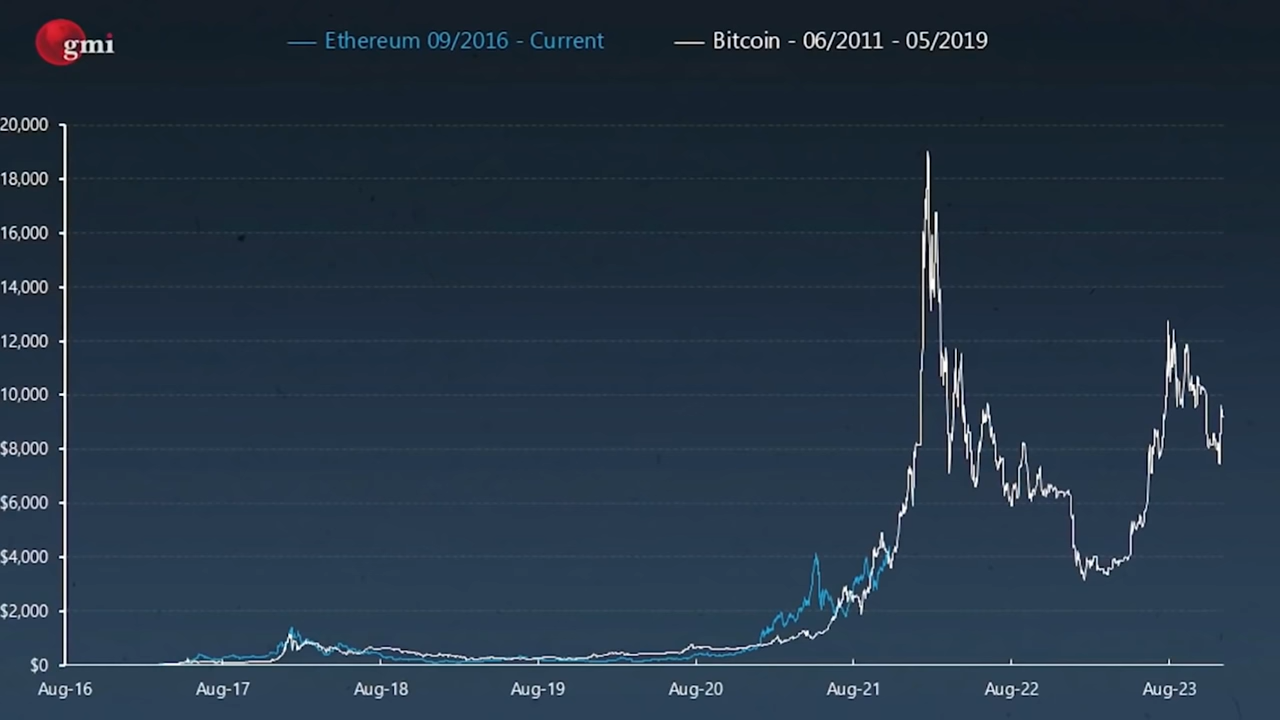 gmi
Ethereum 09/2016 - Current
Bitcoin - 06/2011 - 05/2019
20,000
18,000
16,000
14,000
12,000
10,000
$8,000
$6,000
$4,000
$2,000
$0
Aug-16 Aug-17 Aug-18 Aug-19 Aug-20 Aug-21 Aug-22 Aug-23